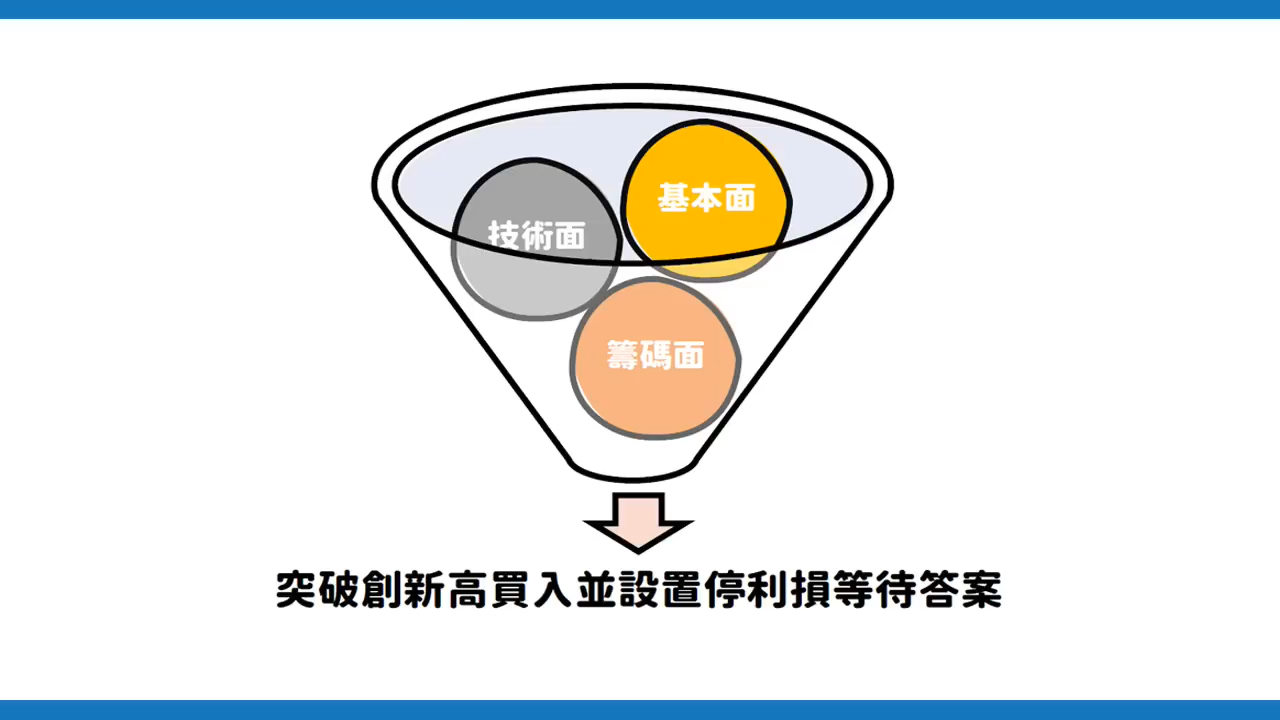 基本面
技術面
籌碼面
突破創新高買入並設置停利損等待答案